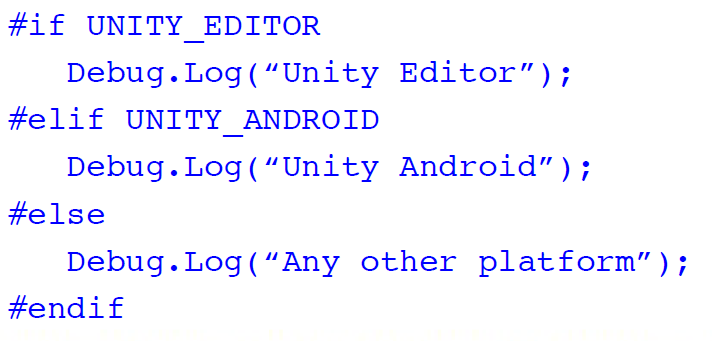 #if UNITY_EDITOR
Debug.Log(“Unity Editor”);
#elif UNITY_ANDROID
Debug.Log(“Unity Android”);
#else
Debug.Log(“Any other platform”);
#endif